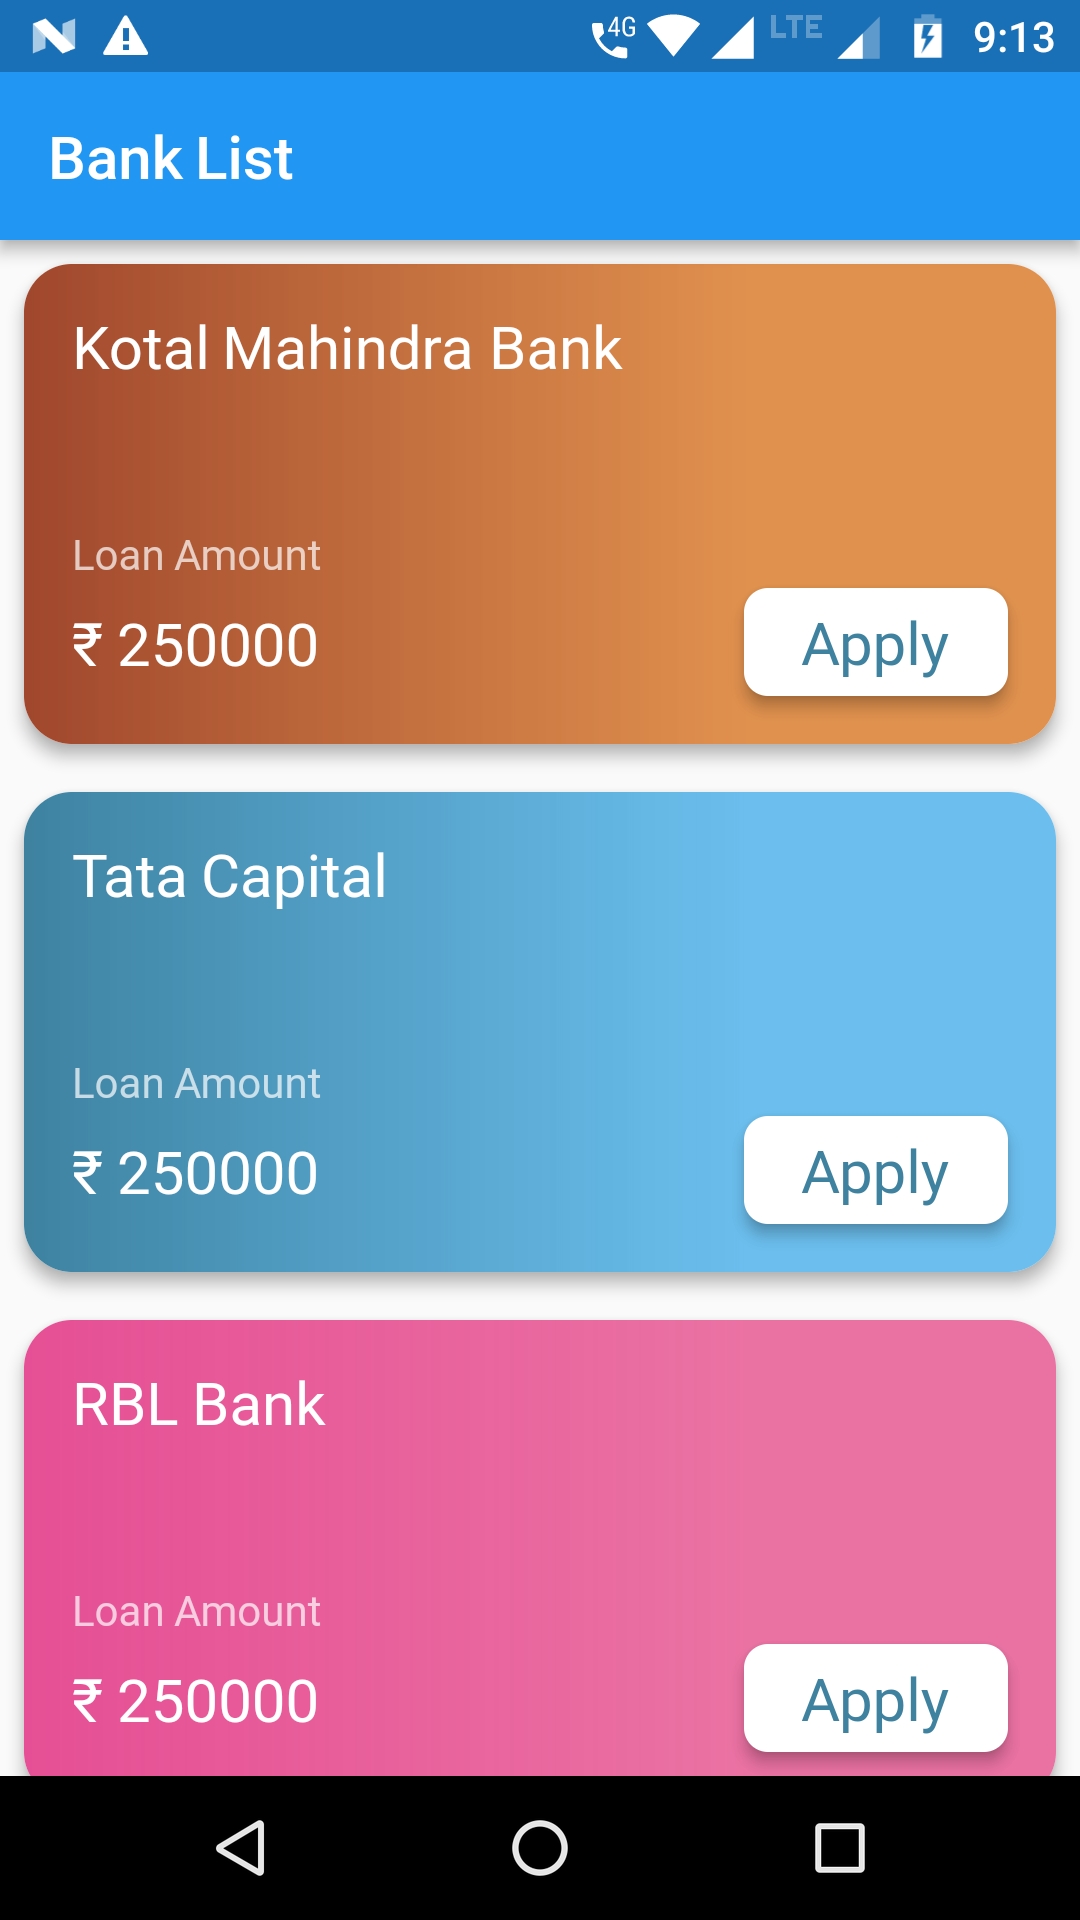 4G LTE 9:13
Bank List
Kotal Mahindra Bank
Loan Amount
₹ 250000
Apply
Tata Capital
Loan Amount
₹ 250000
Apply
RBL Bank
Loan Amount
₹ 250000
Apply